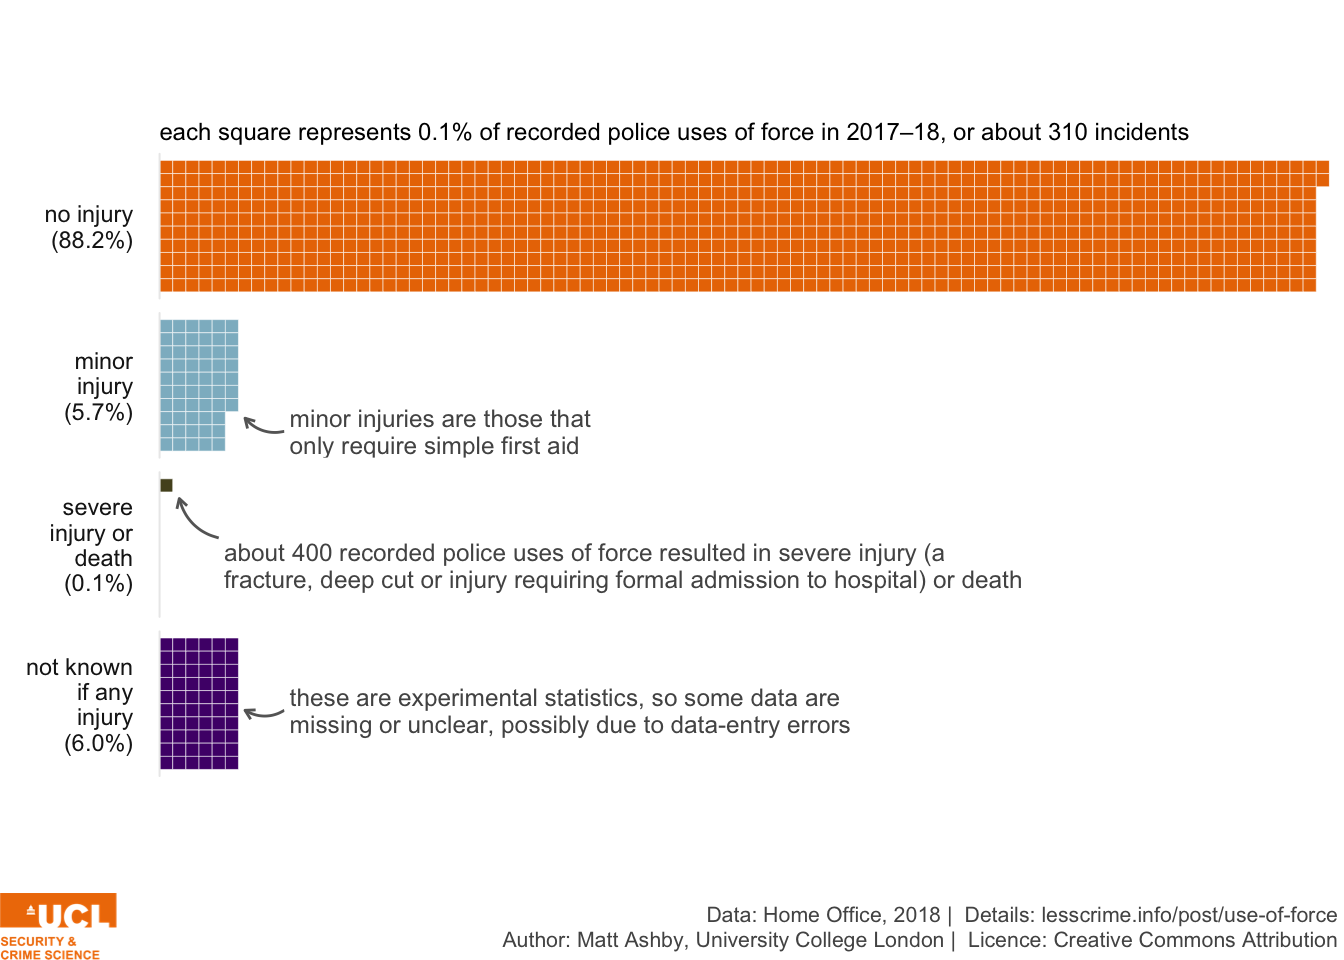 each square represents 0.1% of recorded police uses of force in 2017–18, or about 310 incidents
no injury
(88.2%)
minor
injury
(5.7%)
minor injuries are those that
only require simple first aid
severe
injury or
death
(0.1%)
about 400 recorded police uses of force resulted in severe injury (a
fracture, deep cut or injury requiring formal admission to hospital) or death
not known
if any
injury
(6.0%)
these are experimental statistics, so some data are
missing or unclear, possibly due to data-entry errors
UCL
SECURITY &
CRIME SCIENCE
Data: Home Office, 2018 | Details: lesscrime.info/post/use-of-force
Author: Matt Ashby, University College London | Licence: Creative Commons Attribution